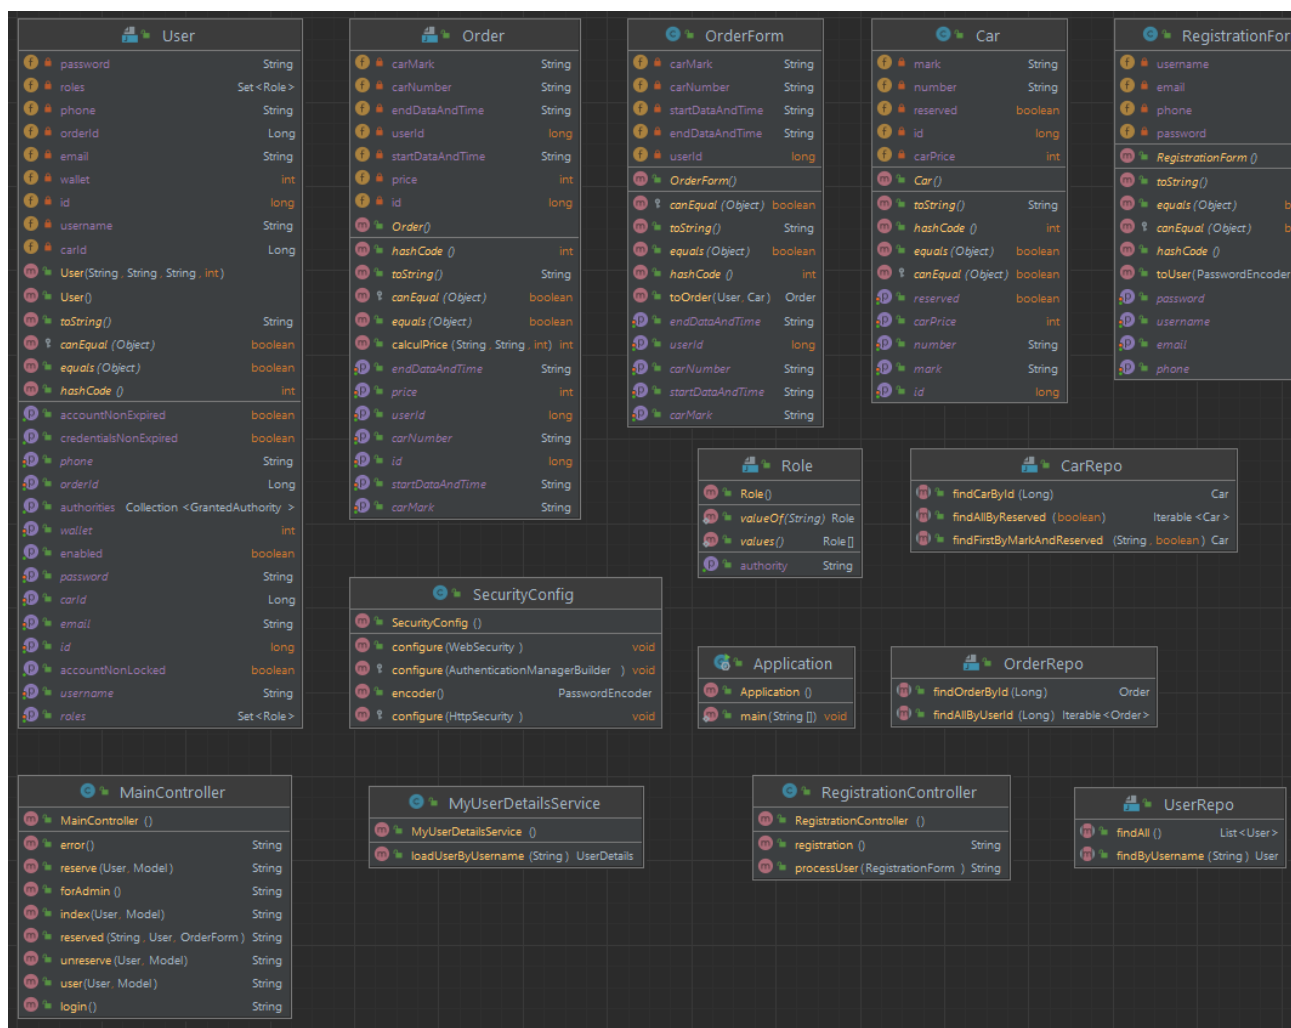 User
password String
roles Set<Role>
phone String
orderId Long
email String
wallet int
id long
username String
carId Long
User(String, String, String, int)
User()
toString() String
canEqual (Object) boolean
equals (Object) boolean
hashCode () int
accountNonExpired boolean
credentialsNonExpired boolean
phone String
orderId Long
authorities Collection <GrantedAuthority >
wallet int
enabled boolean
password String
carId Long
email String
id long
accountNonLocked boolean
username String
roles Set<Role>
Order
carMark String
carNumber String
endDataAndTime String
userId long
startDataAndTime String
price int
id long
Order()
hashCode () int
toString() String
canEqual (Object) boolean
equals (Object) boolean
calculPrice (String, String, int) int
endDataAndTime String
price int
userId long
carNumber String
id long
startDataAndTime String
carMark String
OrderForm
carMark String
carNumber String
startDataAndTime String
endDataAndTime String
userId long
OrderForm()
canEqual (Object) boolean
toString() String
equals (Object) boolean
hashCode () int
toOrder(User, Car) Order
endDataAndTime String
userId long
carNumber String
startDataAndTime String
carMark String
Car
mark String
number String
reserved boolean
id long
carPrice int
Car()
toString() String
hashCode () int
equals (Object) boolean
canEqual (Object) boolean
reserved boolean
carPrice int
number String
mark String
id long
RegistrationFor
username
email
phone
password
RegistrationForm ()
toString()
equals (Object) b
canEqual (Object) b
hashCode ()
toUser(PasswordEncoder
password
username
email
phone
Role
Role()
valueOf(String) Role
values() Role[]
authority String
CarRepo
findCarById (Long) Car
findAllByReserved (boolean) Iterable <Car >
findFirstByMarkAndReserved (String, boolean) Car
SecurityConfig
SecurityConfig ()
configure (WebSecurity ) void
configure (AuthenticationManagerBuilder ) void
encoder() PasswordEncoder
configure (HttpSecurity ) void
Application
Application ()
main(String []) void
OrderRepo
findOrderById (Long) Order
findAllByUserId (Long) Iterable<Order>
MainController
MainController ()
error() String
reserve (User, Model) String
forAdmin () String
index(User, Model) String
reserved (String, User, OrderForm ) String
unreserve (User, Model) String
user(User, Model) String
login() String
MyUserDetailsService
MyUserDetailsService ()
loadUserByUsername (String) UserDetails
RegistrationController
RegistrationController ()
registration () String
processUser (RegistrationForm ) String
UserRepo
findAll () List<User>
findByUsername (String) User